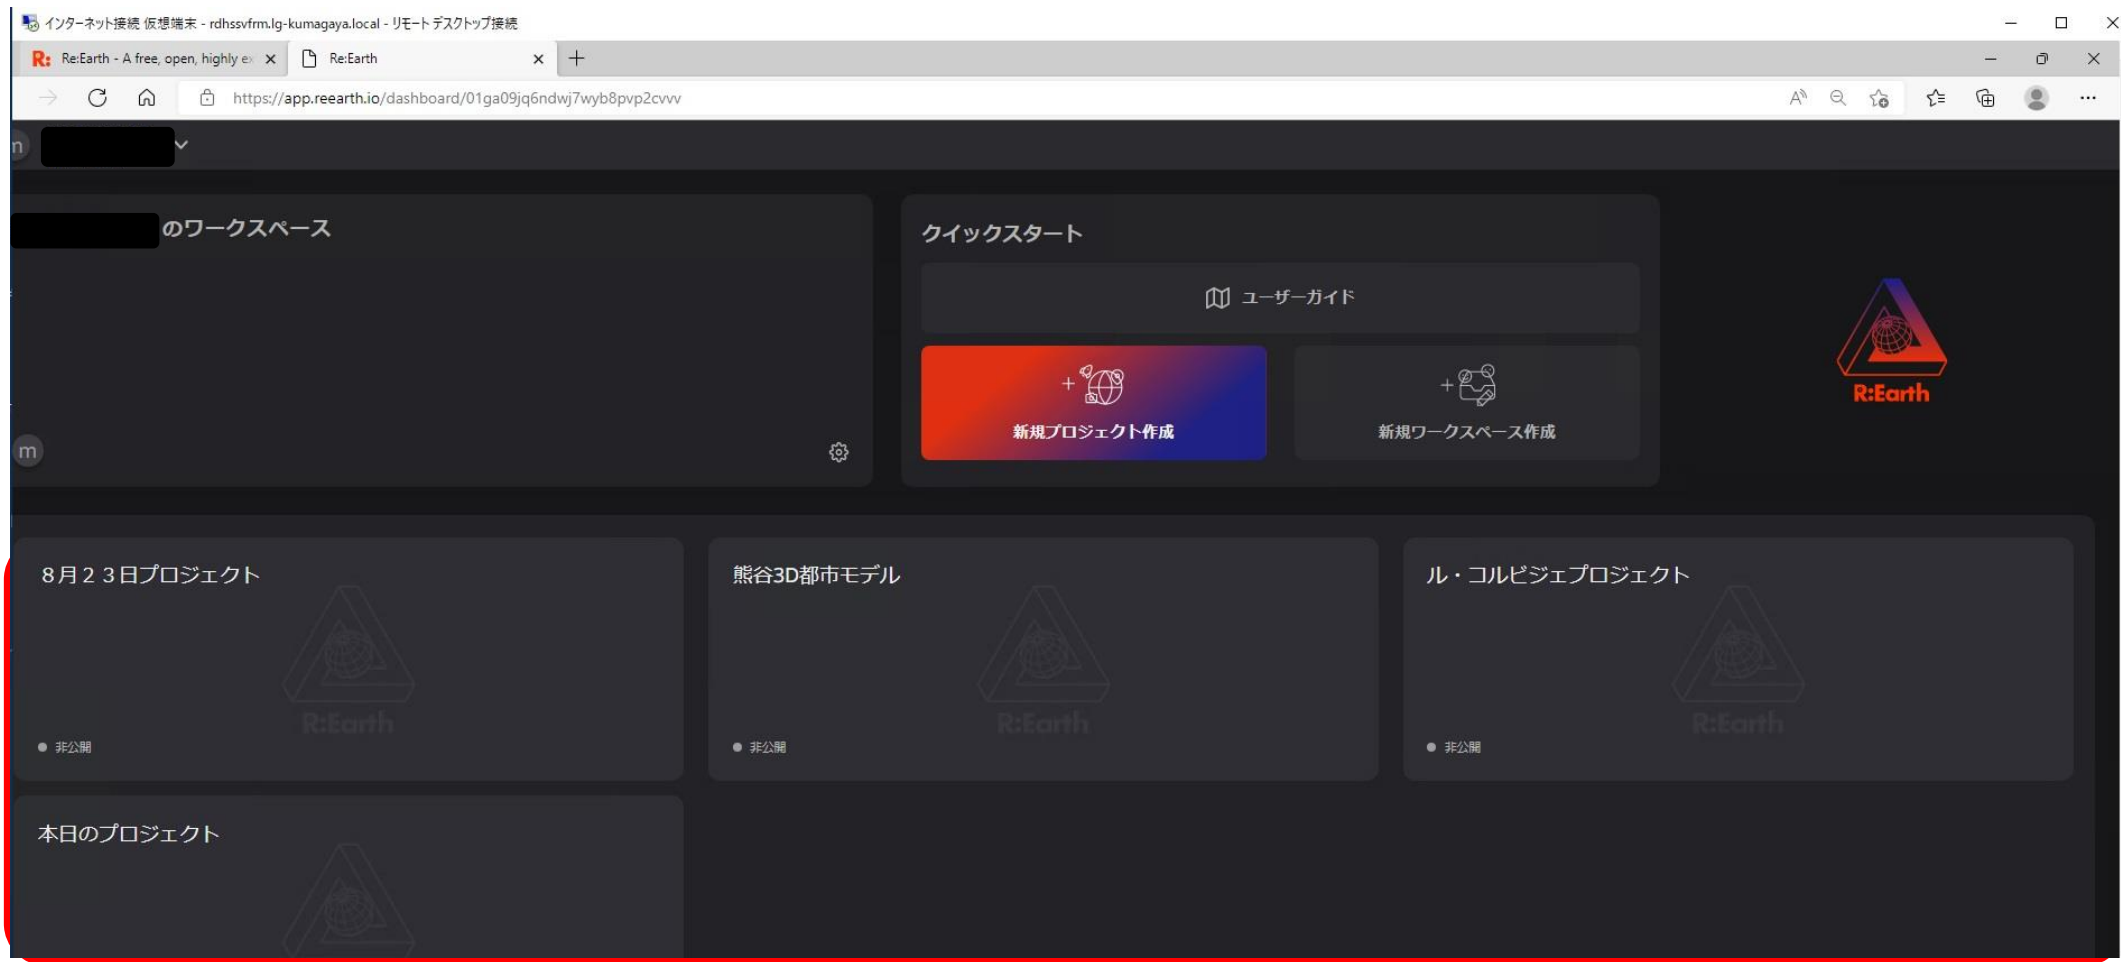 インターネット接続 仮想端末 - rdhssvfrm.lg-kumagaya.local - リモート デスクトップ接続
R: Re:Earth - A free, open, highly ex
Re:Earth
https://app.reearth.io/dashboard/01ga09jq6ndwj7wyb8pvp2cvvv
m
のワークスペース
m
クイックスタート
ユーザーガイド
+
新規プロジェクト作成
+
新規ワークスペース作成
R:Earth
8月23日プロジェクト
R:Earth
非公開
熊谷3D都市モデル
R:Earth
非公開
ル・コルビジェプロジェクト
R:Earth
非公開
本日のプロジェクト